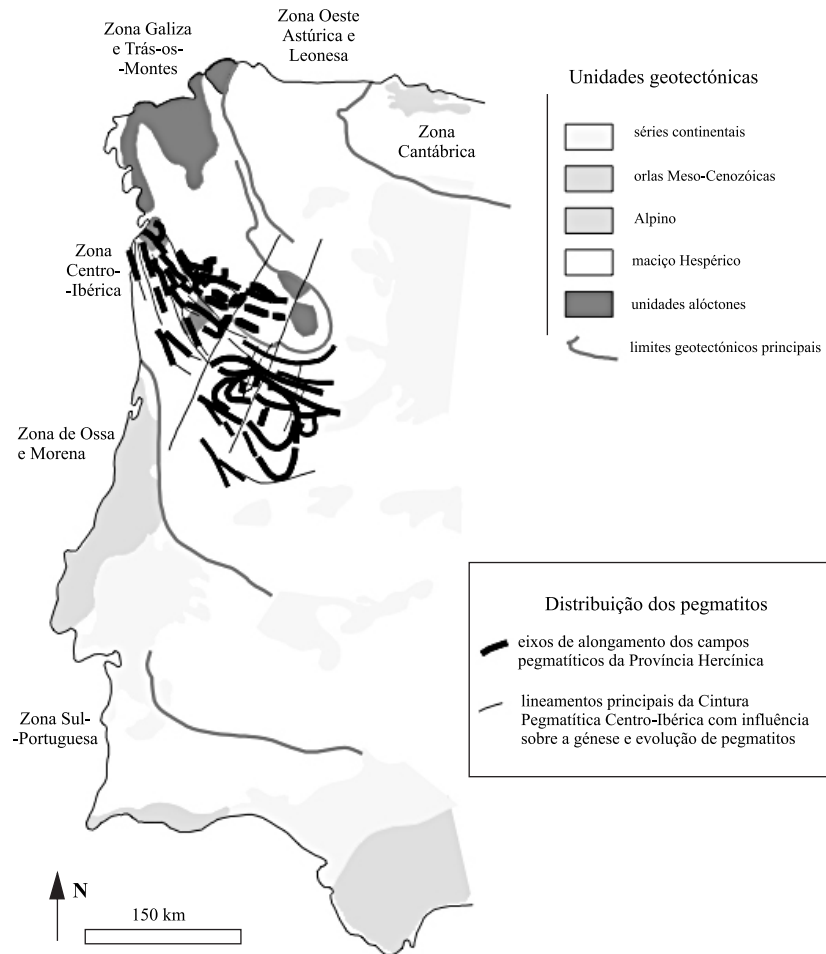 Zona Galiza
e Trás-os-
-Montes
Zona Oeste
Astúrica e
Leonesa
Zona
Cantábrica
Zona
Centro-
-Ibérica
Zona de Ossa
e Morena
Zona Sul-
-Portuguesa
N
150 km
Unidades geotectónicas
séries continentais
orlas Meso-Cenozóicas
Alpino
maciço Hespérico
unidades alóctones
limites geotectónicos principais
Distribuição dos pegmatitos
eixos de alongamento dos campos
pegmatíticos da Província Hercínica
lineamentos principais da Cintura
Pegmatítica Centro-Ibérica com influência
sobre a génese e evolução de pegmatitos